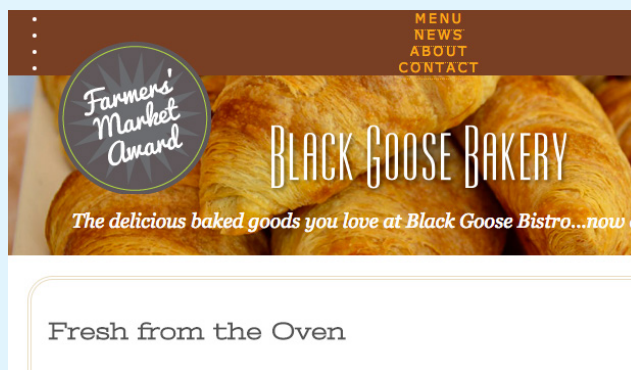 MENU
NEWS
ABOUT
CONTACT
Farmers'
Market
Award
BLACK GOOSE BAKERY
The delicious baked goods you love at Black Goose Bistro...now
Fresh from the Oven